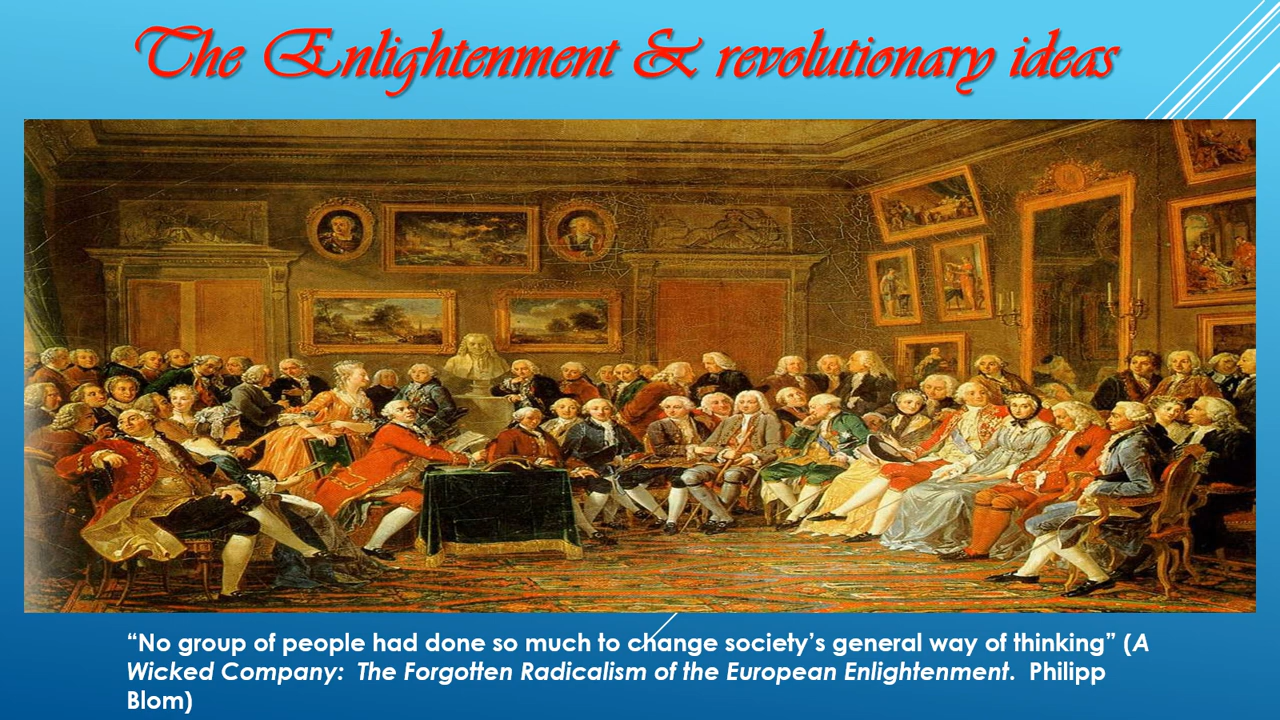 The Enlightenment & revolutionary ideas
“No group of people had done so much to change society’s general way of thinking” (A
Wicked Company:  The Forgotten Radicalism of the European Enlightenment.  Philipp
Blom)